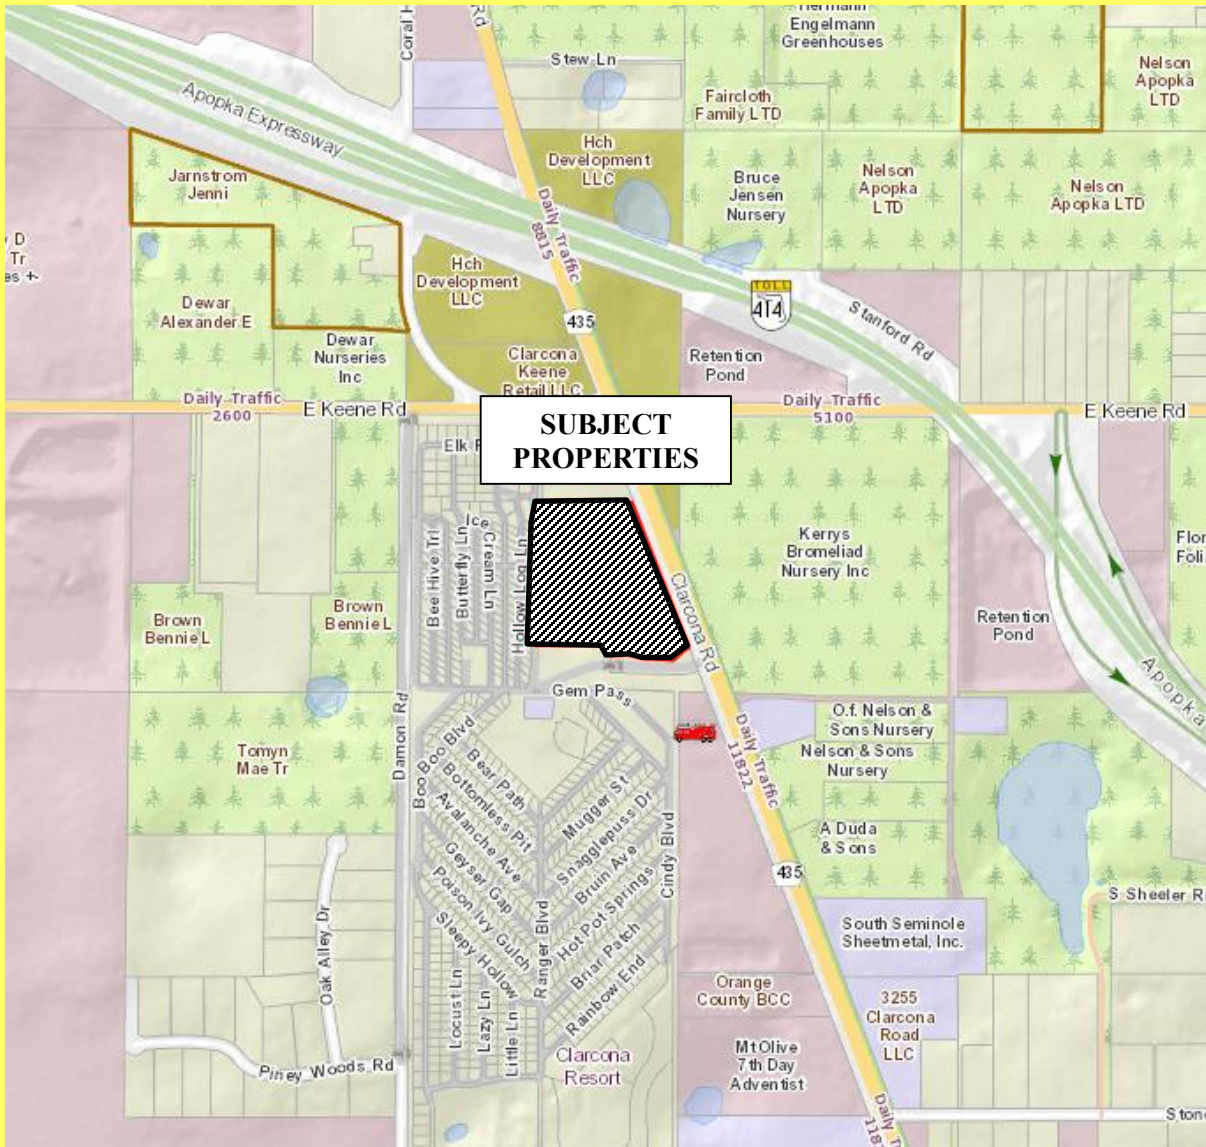 Hermann
Engelmann
Greenhouses
Rd
Coral H
Stew Ln
Nelson
Apopka
LTD
Apopka Expressway
Faircloth
Family LTD
Hch
Development
LLC
Jarnstrom
Jenni
Bruce
Jensen
Nursery
Nelson
Apopka
LTD
Nelson
Apopka LTD
Daily Traffic
8815
y D
Tr
es +-
Hch
Development
LLC
TOLL
414
Dewar
Alexander E
435
Stanford Rd
Dewar
Nurseries
Inc
Clarcona
Keene
Retail LLC
Retention
Pond
Daily Traffic
2600
E Keene Rd
Daily Traffic
5100
E Keene Rd
SUBJECT
PROPERTIES
Elk
Bee Hive Trl
Butterfly Ln
Ice
Cream Ln
Hollow Log Ln
Kerrys
Bromeliad
Nursery Inc
Flor
Foli
Clarcona Rd
Brown
Bennie L
Brown
Bennie L
Retention
Pond
Apopka
Gem Pass
Damon Rd
Boo Boo Blvd
O.f. Nelson &
Sons Nursery
Nelson & Sons
Nursery
Daily Traffic
11822
Tomyn
Mae Tr
Bear Path
Bottomless Pit
Avalanche Ave
Geyser Gap
Poison Ivy Gulch
Sleepy Hollow
Mugger St
Snagglepuss Dr
Bruin Ave
Hot Pot Springs
Briar Patch
Rainbow End
Cindy Blvd
Ranger Blvd
A Duda
& Sons
435
S Sheeler R
Oak Alley Dr
South Seminole
Sheetmetal, Inc.
Locust Ln
Lazy Ln
Little Ln
Orange
County BCC
3255
Clarcona
Road
LLC
Piney Woods Rd
Clarcona
Resort
Mt Olive
7th Day
Adventist
Daily T
118
Ston